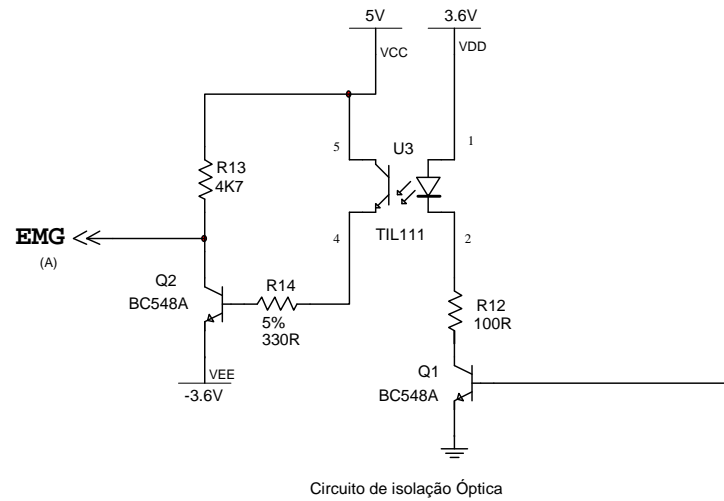 5V
3.6V
VCC
VDD
5
1
U3
R13
4K7
EMG
(A)
4
TIL111
2
Q2
BC548A
R14
5%
330R
R12
100R
VEE
-3.6V
Q1
BC548A
Circuito de isolação Óptica